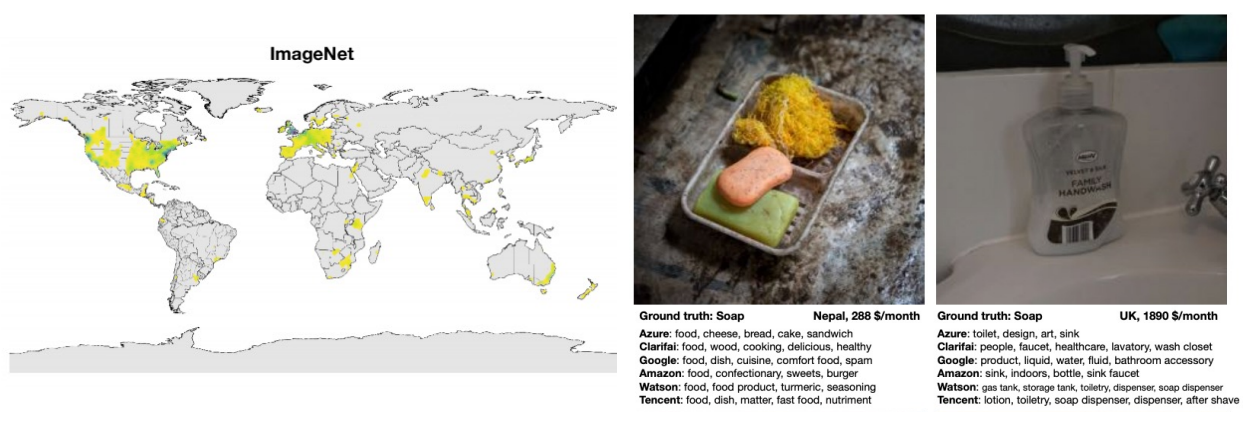 ImageNet
VELVET & SILK
FAMILY
HANDWASH
Ground truth: Soap Nepal, 288 $/month
Azure: food, cheese, bread, cake, sandwich
Clarifai: food, wood, cooking, delicious, healthy
Google: food, dish, cuisine, comfort food, spam
Amazon: food, confectionary, sweets, burger
Watson: food, food product, turmeric, seasoning
Tencent: food, dish, matter, fast food, nutriment
Ground truth: Soap UK, 1890 $/month
Azure: toilet, design, art, sink
Clarifai: people, faucet, healthcare, lavatory, wash closet
Google: product, liquid, water, fluid, bathroom accessory
Amazon: sink, indoors, bottle, sink faucet
Watson: gas tank, storage tank, toiletry, dispenser, soap dispenser
Tencent: lotion, toiletry, soap dispenser, dispenser, after shave